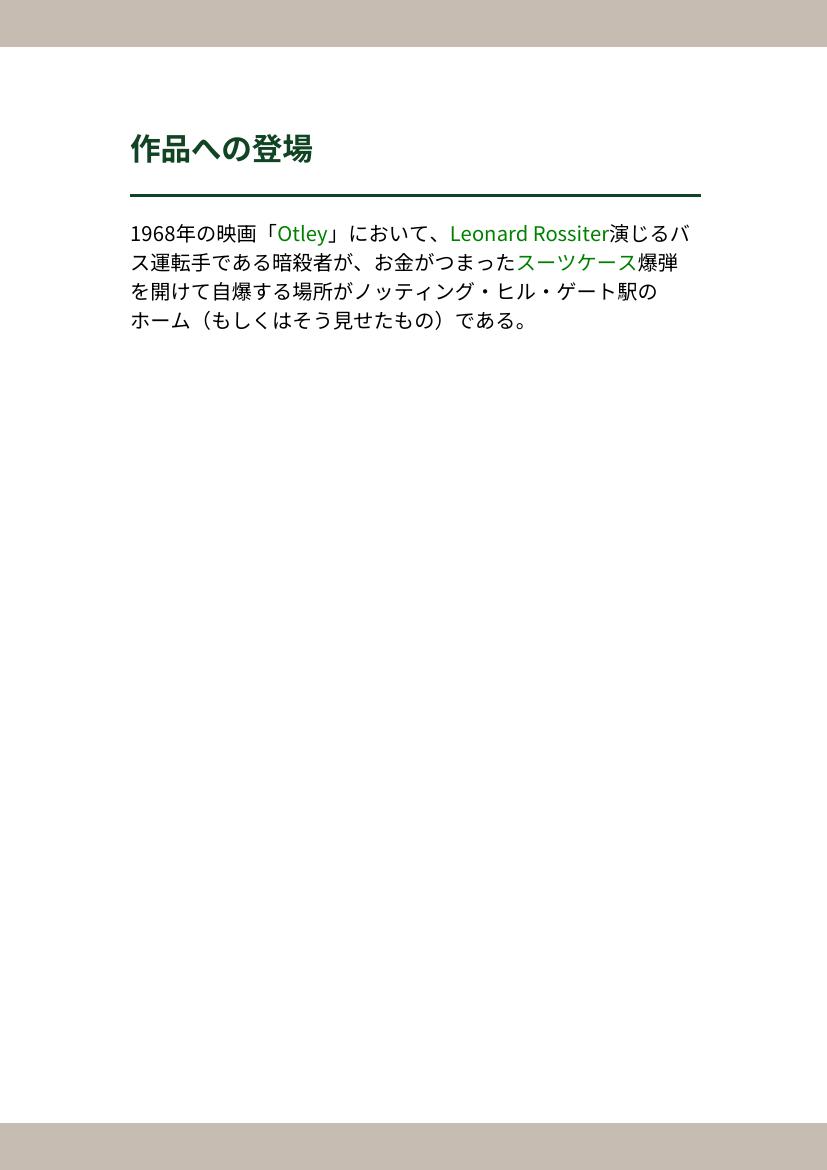 作品への登場
1968年の映画「Otley」において、Leonard Rossiter演じるバ
ス運転手である暗殺者が、お金がつまったスーツケース爆弾
を開けて自爆する場所がノッティング・ヒル・ゲート駅の
ホーム（もしくはそう見せたもの）である。